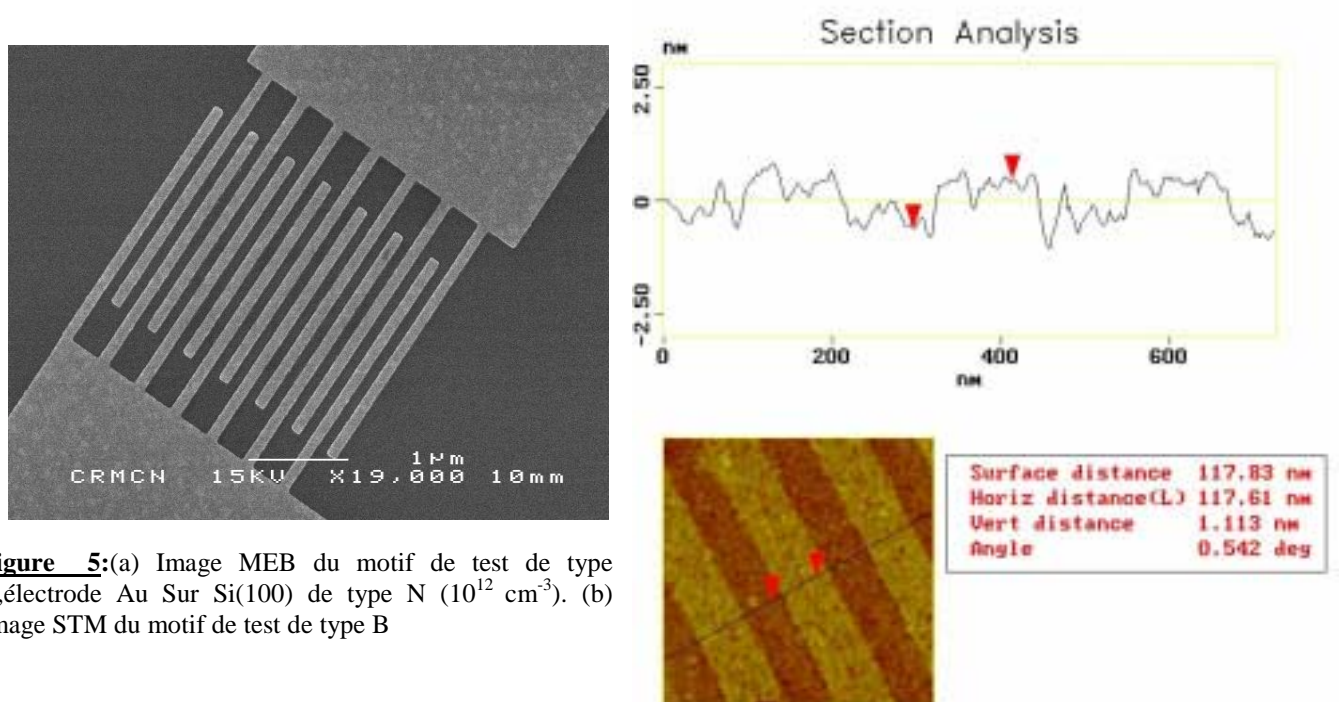 CRMCN 15KV X19,000 10mm
1µm
igure 5:(a) Image MEB du motif de test de type
,électrode Au Sur Si(100) de type N (10¹² cm⁻³). (b)
mage STM du motif de test de type B
Section Analysis
nm
2.50
0
-2.50
0 200 400 600
nm
Surface distance 117.83 nm
Horiz distance(L) 117.61 nm
Vert distance 1.113 nm
Angle 0.542 deg